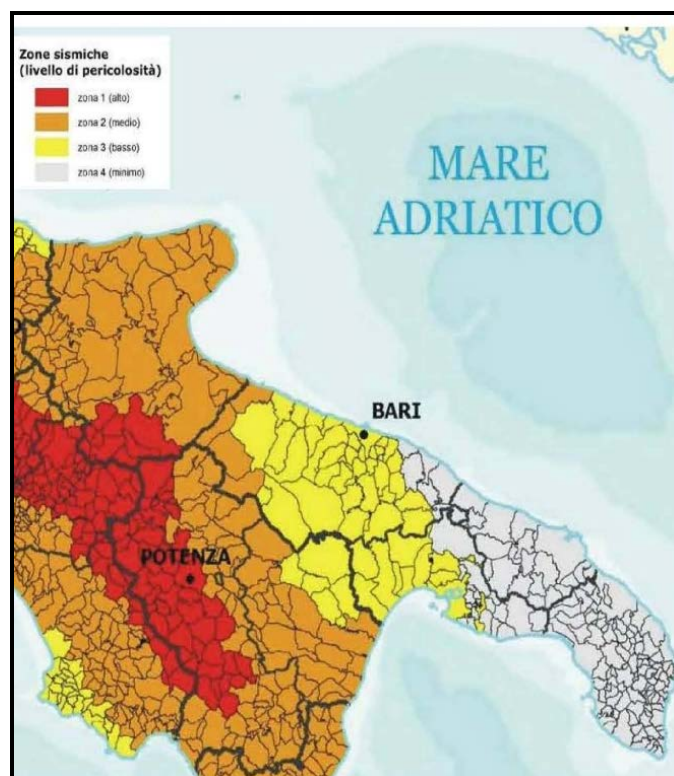 Zone sismiche
(livello di pericolosità)
zona 1 (alto)
zona 2 (medio)
zona 3 (basso)
zona 4 (minimo)
MARE
ADRIATICO
BARI
POTENZA